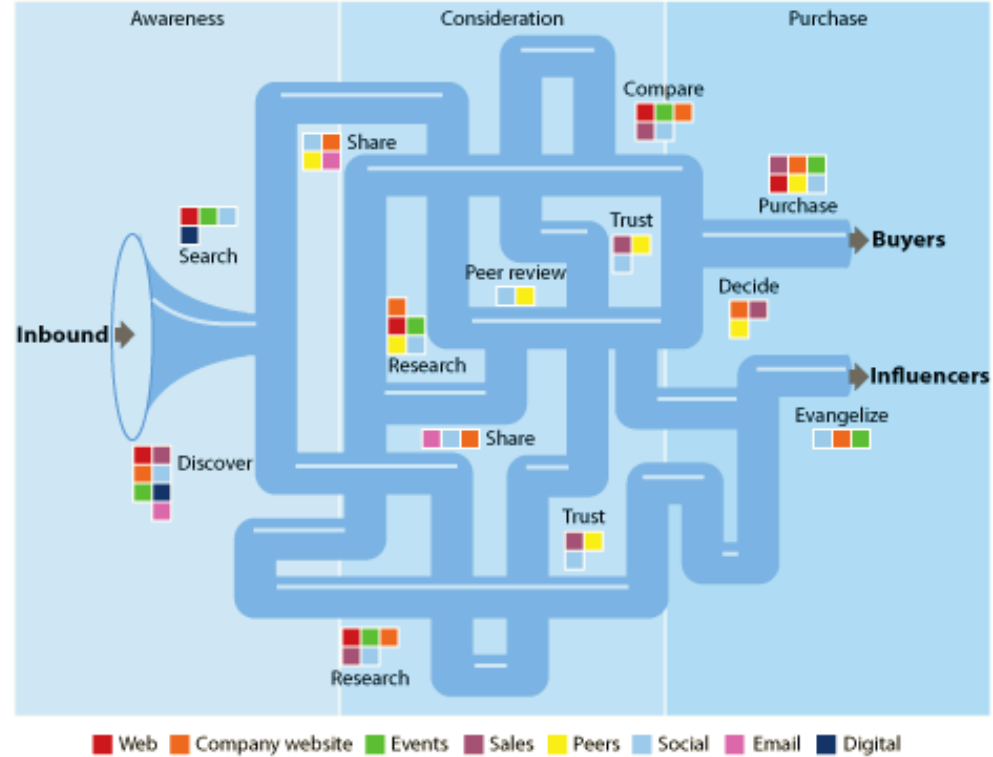 Awareness
Consideration
Purchase
Compare
Share
Purchase
Trust
Search
Buyers
Peer review
Decide
Inbound
Research
Influencers
Evangelize
Share
Discover
Trust
Research
Web Company website Events Sales Peers Social Email Digital